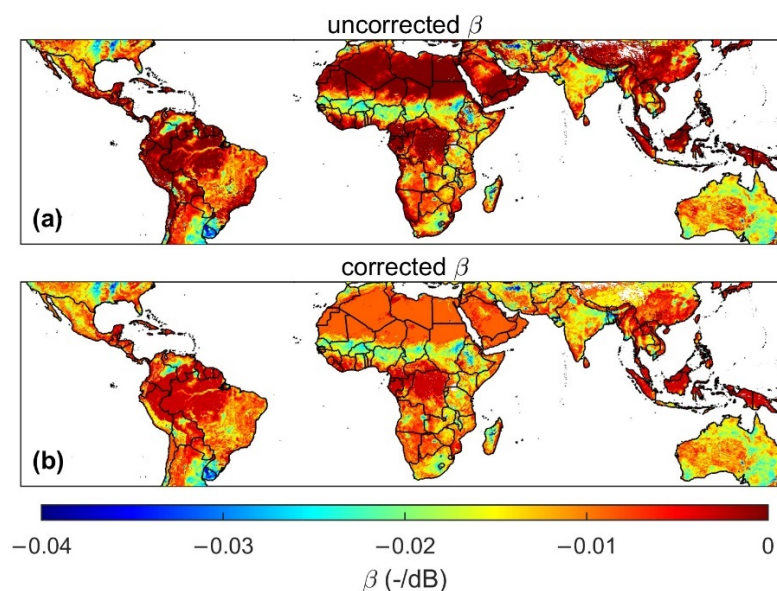 uncorrected β
(a)
corrected β
(b)
−0.04 −0.03 −0.02 −0.01 0
β (-/dB)